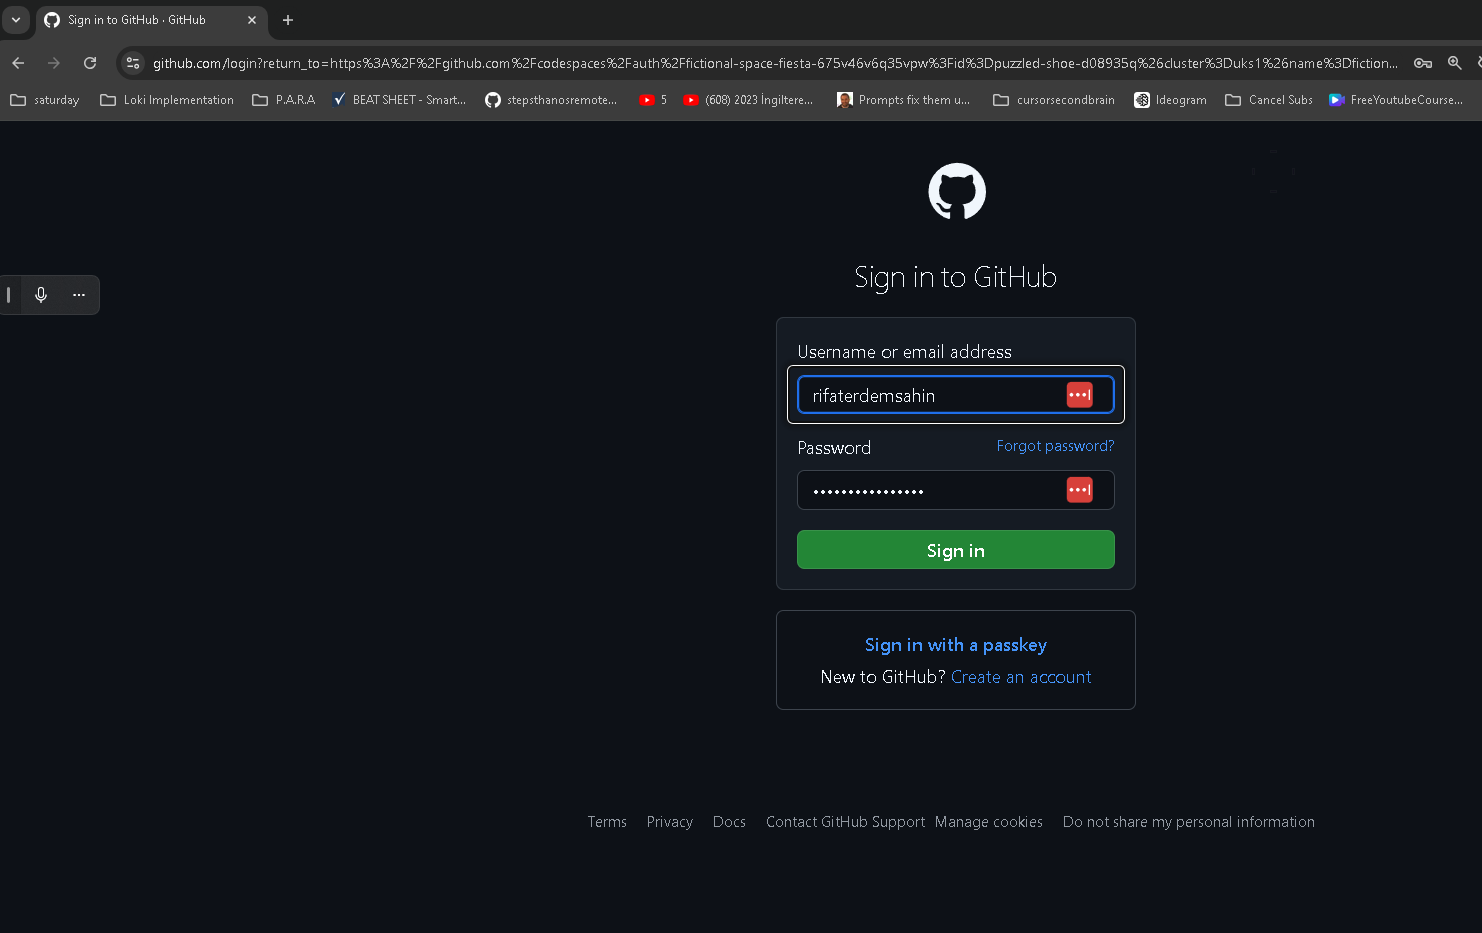 Sign in to GitHub · GitHub
github.com/login?return_to=https%3A%2F%2Fgithub.com%2Fcodespaces%2Fauth%2Ffictional-space-fiesta-675v46v6q35vpw%3Fid%3Dpuzzled-shoe-d08935q%26cluster%3Duks1%26name%3Dfiction...
saturday Loki Implementation P.A.R.A BEAT SHEET - Smart... stepsthanosremote... 5 (608) 2023 İngiltere... Prompts fix them u... cursorsecondbrain Ideogram Cancel Subs FreeYoutubeCourse...
Sign in to GitHub
Username or email address
rifaterdemsahin
Password Forgot password?
Sign in
Sign in with a passkey
New to GitHub? Create an account
Terms Privacy Docs Contact GitHub Support Manage cookies Do not share my personal information